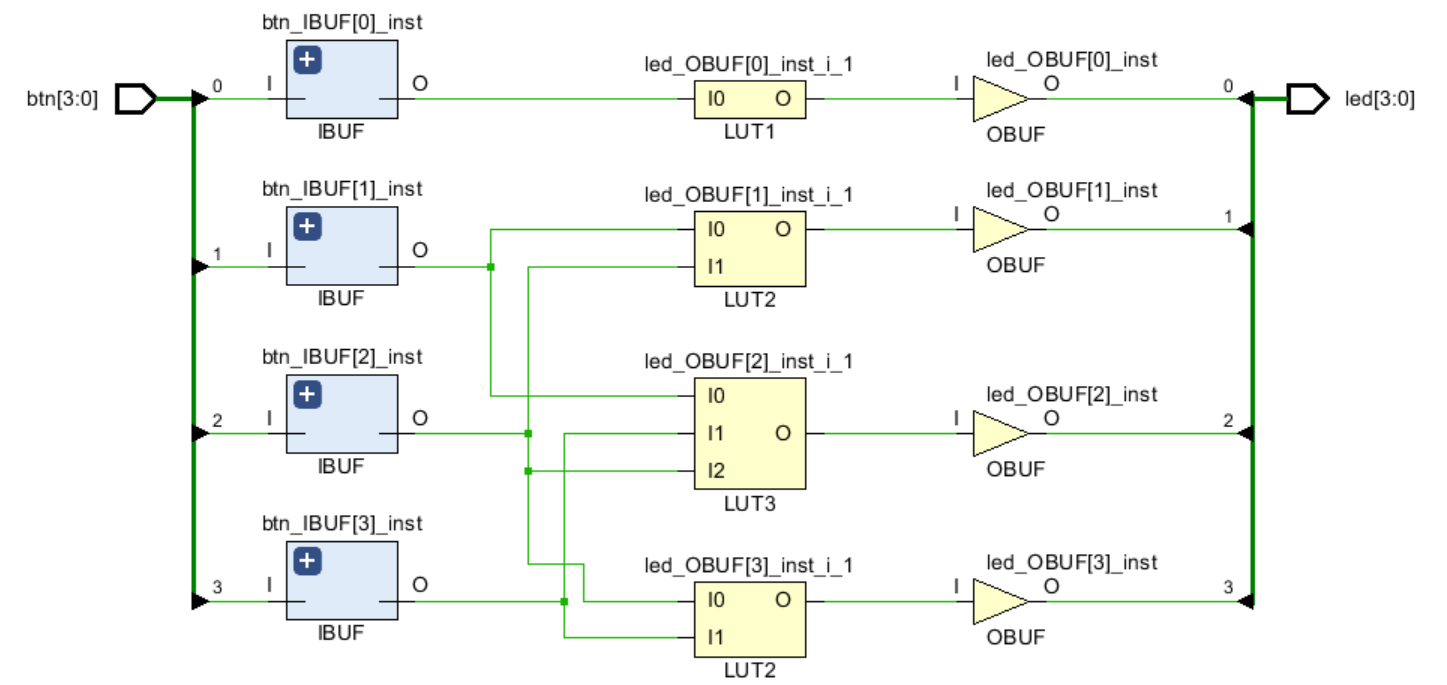 btn_IBUF[0]_inst
btn[3:0]
0
I
+
O
IBUF
led_OBUF[0]_inst_i_1
I0 O
LUT1
led_OBUF[0]_inst
I
O
OBUF
0
led[3:0]
btn_IBUF[1]_inst
1
I
+
O
IBUF
led_OBUF[1]_inst_i_1
I0 O
I1
LUT2
led_OBUF[1]_inst
I
O
OBUF
1
btn_IBUF[2]_inst
2
I
+
O
IBUF
led_OBUF[2]_inst_i_1
I0
I1 O
I2
LUT3
led_OBUF[2]_inst
I
O
OBUF
2
btn_IBUF[3]_inst
3
I
+
O
IBUF
led_OBUF[3]_inst_i_1
I0 O
I1
LUT2
led_OBUF[3]_inst
I
O
OBUF
3